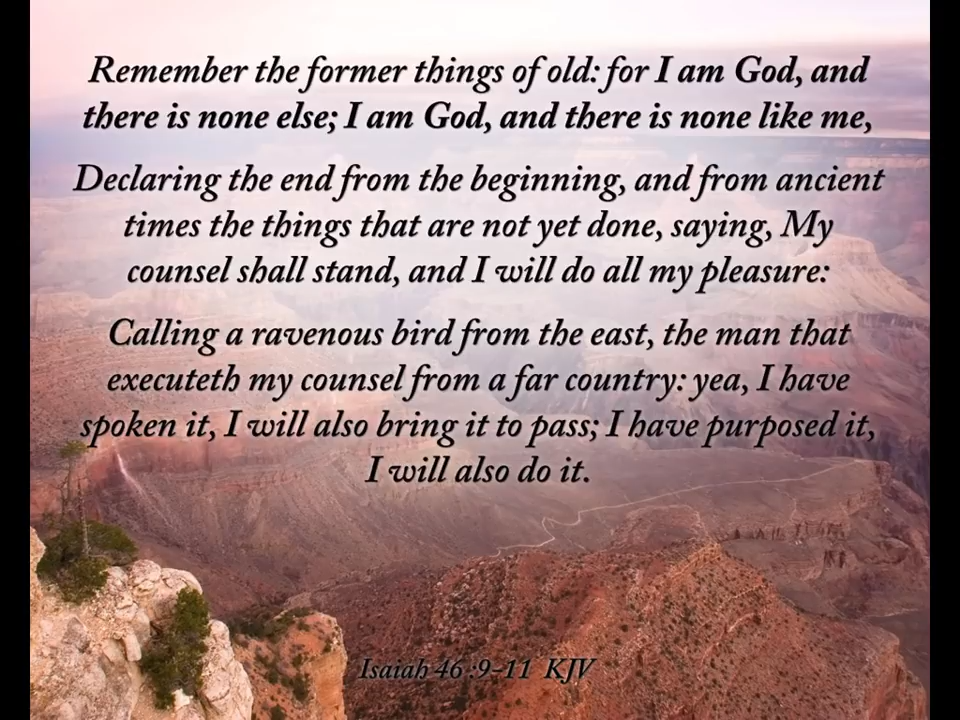 Remember the former things of old: for I am God, and
there is none else; I am God, and there is none like me,
Declaring the end from the beginning, and from ancient
times the things that are not yet done, saying, My
counsel shall stand, and I will do all my pleasure:
Calling a ravenous bird from the east, the man that
executeth my counsel from a far country: yea, I have
spoken it, I will also bring it to pass; I have purposed it,
I will also do it.
Isaiah 46 :9-11 KJV